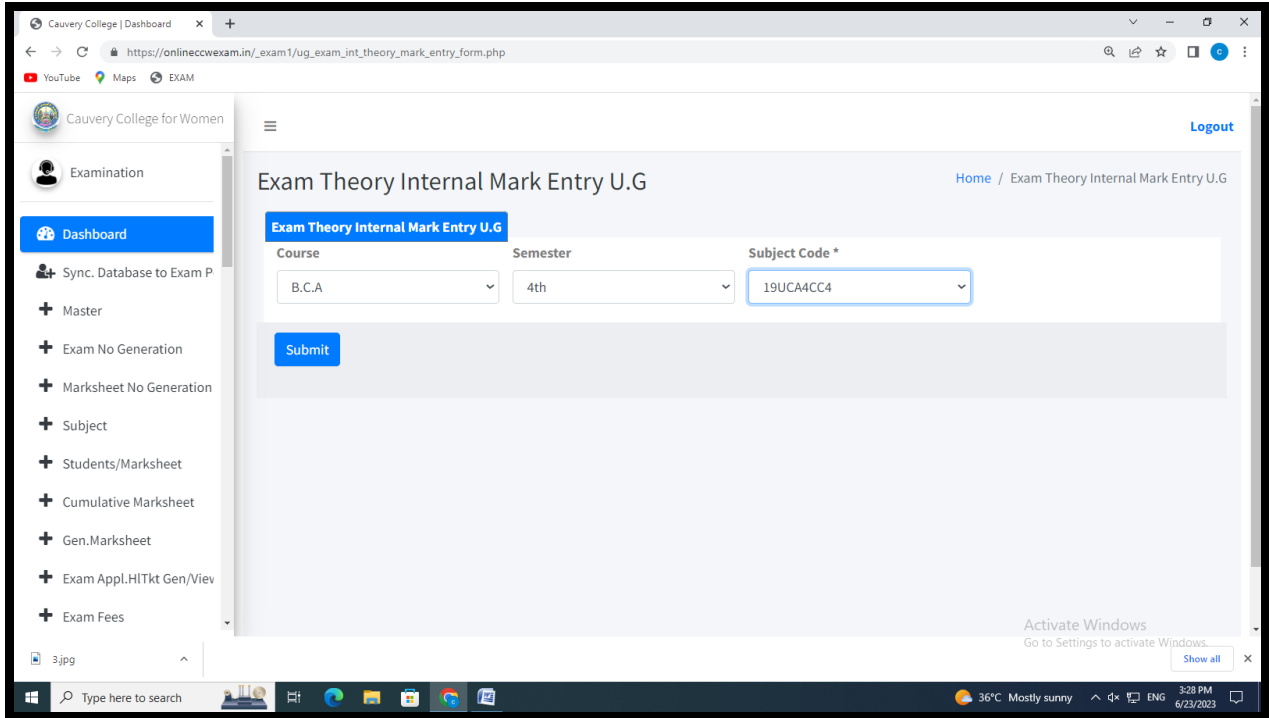 Cauvery College | Dashboard
https://onlineccwexam.in/_exam1/ug_exam_int_theory_mark_entry_form.php
C
YouTube Maps EXAM
Cauvery College for Women
Logout
Examination
Exam Theory Internal Mark Entry U.G
Home / Exam Theory Internal Mark Entry U.G
Exam Theory Internal Mark Entry U.G
Course Semester Subject Code *
B.C.A 4th 19UCA4CC4
Submit
Dashboard
Sync. Database to Exam P
Master
Exam No Generation
Marksheet No Generation
Subject
Students/Marksheet
Cumulative Marksheet
Gen.Marksheet
Exam Appl.HlTkt Gen/View
Exam Fees
Activate Windows
Go to Settings to activate Windows.
3.jpg
Show all
Type here to search
36°C Mostly sunny ENG 3:28 PM
6/23/2023